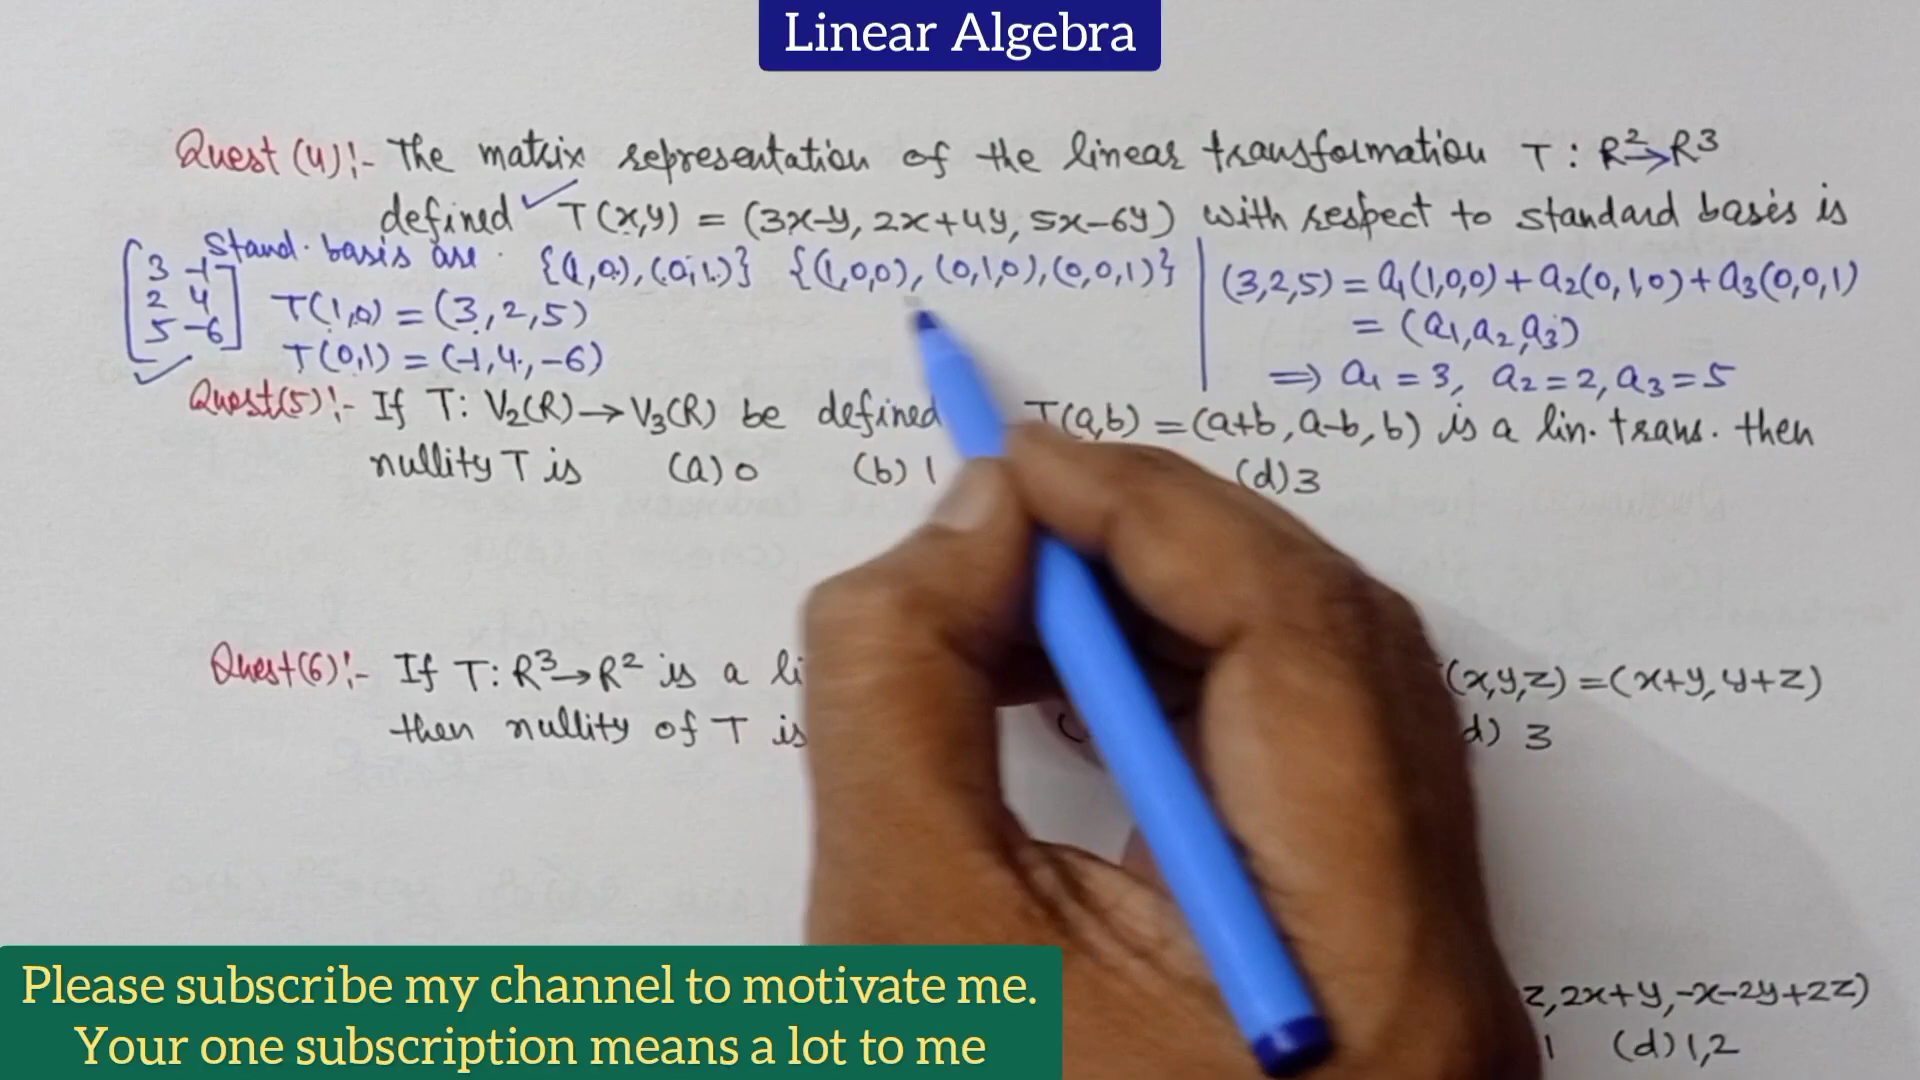 Linear Algebra
Quest (4):- The matrix representation of the linear transformation T : R² → R³
defined T(x,y) = (3x-y, 2x+4y, 5x-6y) with respect to standard basis is
Stand. basis are {(1,0), (0,1)} {(1,0,0), (0,1,0), (0,0,1)}
[3 -1
2 4
5 -6]
T(1,0) = (3,2,5)
T(0,1) = (-1,4,-6)
(3,2,5) = a₁(1,0,0) + a₂(0,1,0) + a₃(0,0,1)
= (a₁,a₂,a₃)
⇒ a₁ = 3, a₂ = 2, a₃ = 5
Quest(5):- If T: V₂(R) → V₃(R) be defined T(a,b) = (a+b, a-b, b) is a lin. trans. then
nullity T is (a) 0 (b) 1 (d) 3
Quest(6):- If T: R³ → R² is a (x,y,z) = (x+y, y+z)
then nullity of T is d) 3
z, 2x+y, -x-2y+2z)
1 (d) 1,2
Please subscribe my channel to motivate me.
Your one subscription means a lot to me